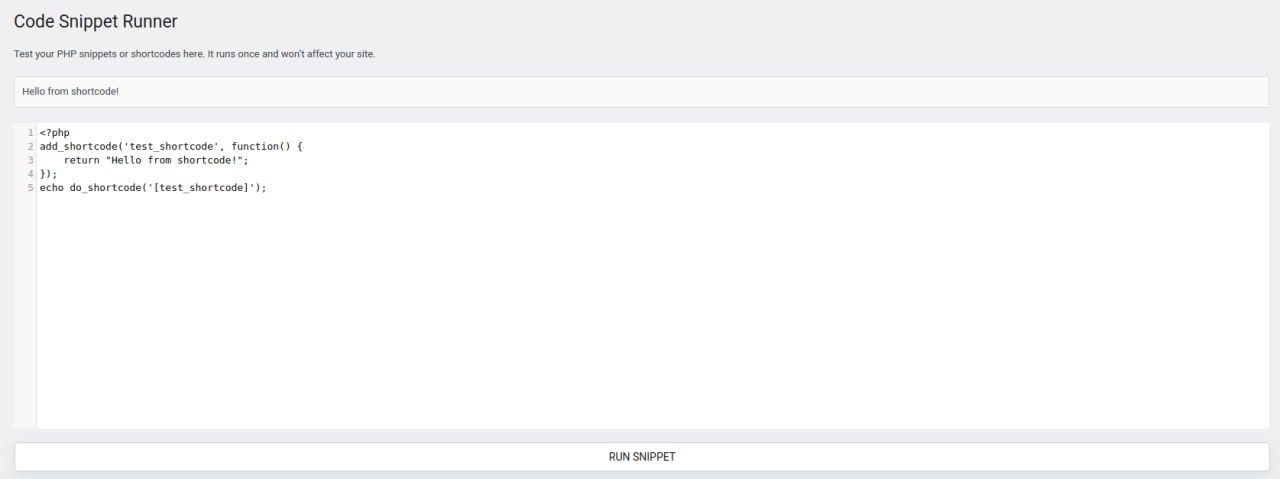 Code Snippet Runner
Test your PHP snippets or shortcodes here. It runs once and won't affect your site.
Hello from shortcode!
1 <?php
2 add_shortcode('test_shortcode', function() {
3     return "Hello from shortcode!";
4 });
5 echo do_shortcode('[test_shortcode]');
RUN SNIPPET